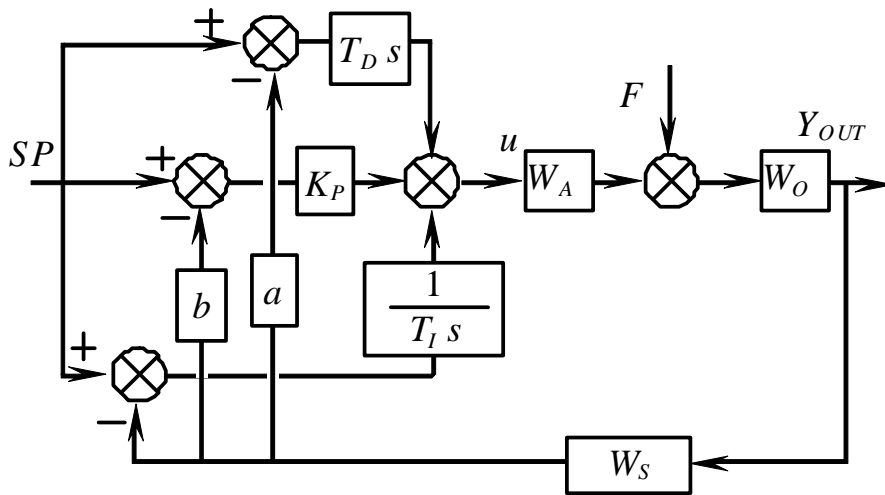 +
−
T_D s
F
Y_OUT
SP
+
−
K_P
u
W_A
W_O
b
a
1
T_I s
+
−
W_S